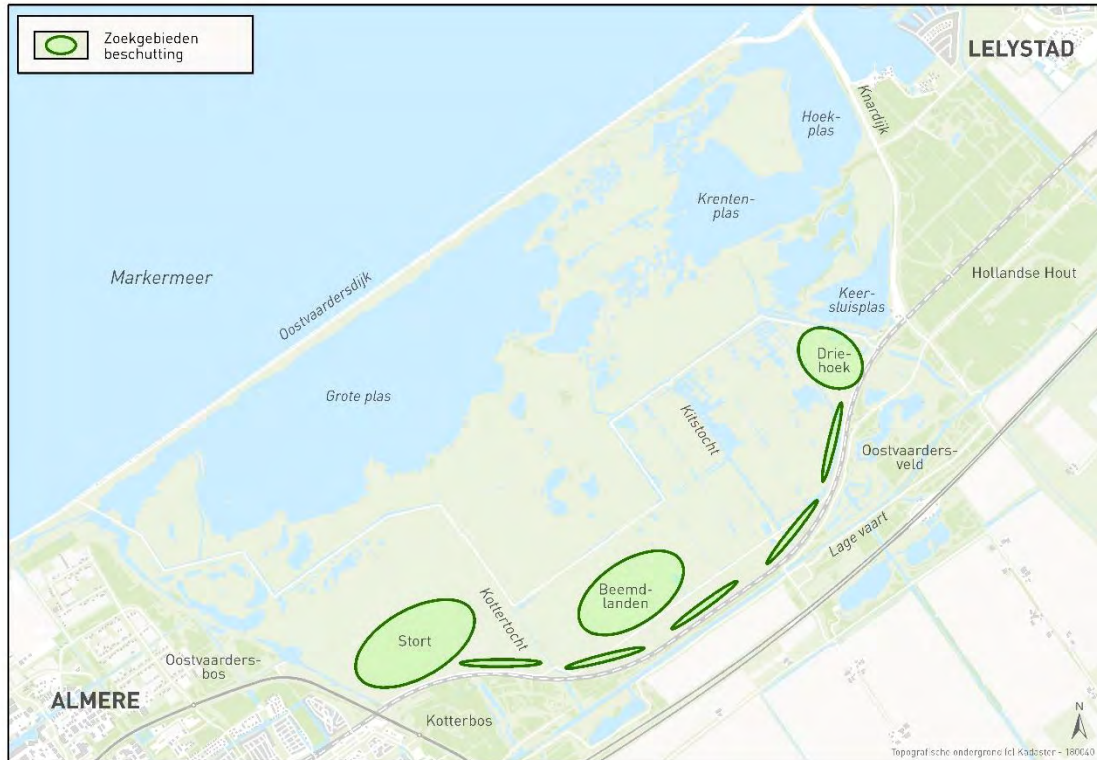 Zoekgebieden
beschutting
LELYSTAD
Knardijk
Hoek-
plas
Krenten-
plas
Hollandse Hout
Markermeer
Oostvaardersdijk
Keer-
sluisplas
Drie-
hoek
Grote plas
Kitstocht
Oostvaarders-
veld
Lage vaart
Beemd-
landen
Kottertocht
Stort
Oostvaarders-
bos
ALMERE
Kotterbos
N
Topografische ondergrond (c) Kadaster - 180040